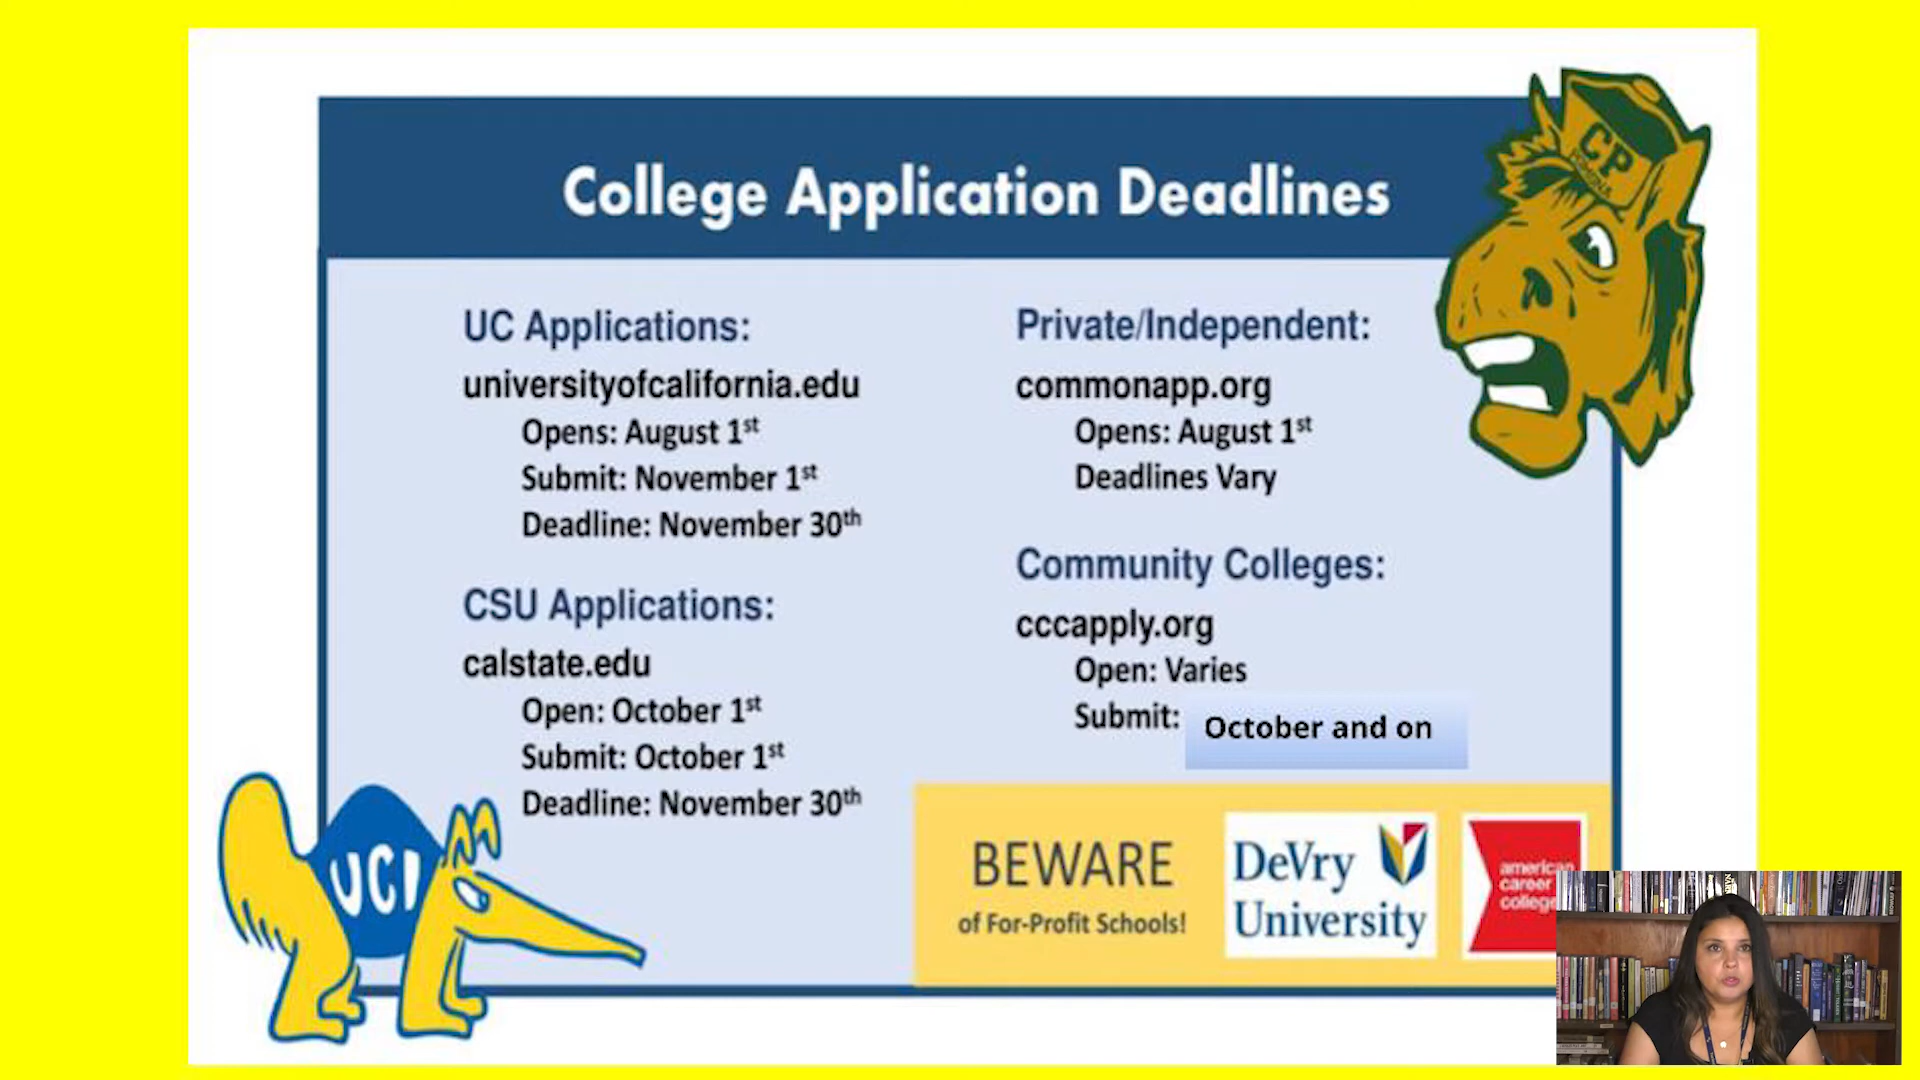 College Application Deadlines
CP
POMONA
UC Applications:
universityofcalifornia.edu
Opens: August 1st
Submit: November 1st
Deadline: November 30th
CSU Applications:
calstate.edu
Open: October 1st
Submit: October 1st
Deadline: November 30th
Private/Independent:
commonapp.org
Opens: August 1st
Deadlines Vary
Community Colleges:
cccapply.org
Open: Varies
Submit: October and on
UCI
BEWARE
of For-Profit Schools!
DeVry
University
american
career
college